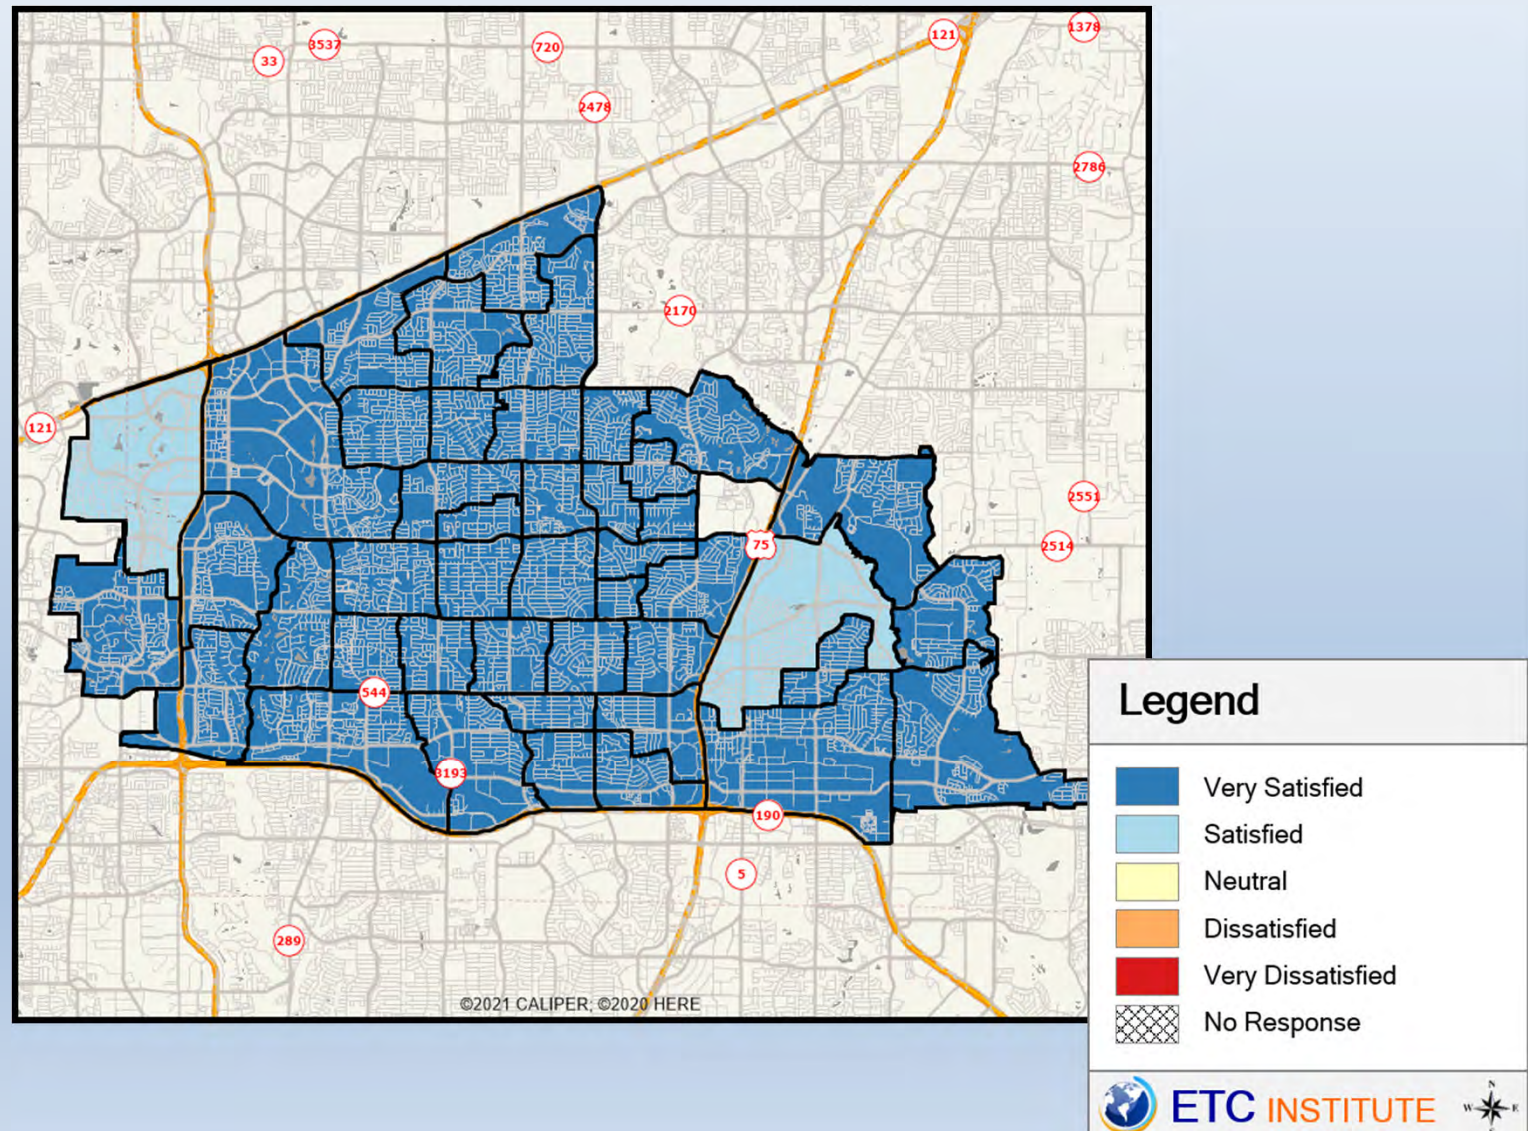 1378
121
3537
720
33
2478
2786
2170
121
2551
75
2514
544
3193
190
5
289
©2021 CALIPER; ©2020 HERE
Legend
Very Satisfied
Satisfied
Neutral
Dissatisfied
Very Dissatisfied
No Response
ETC INSTITUTE
N
W E